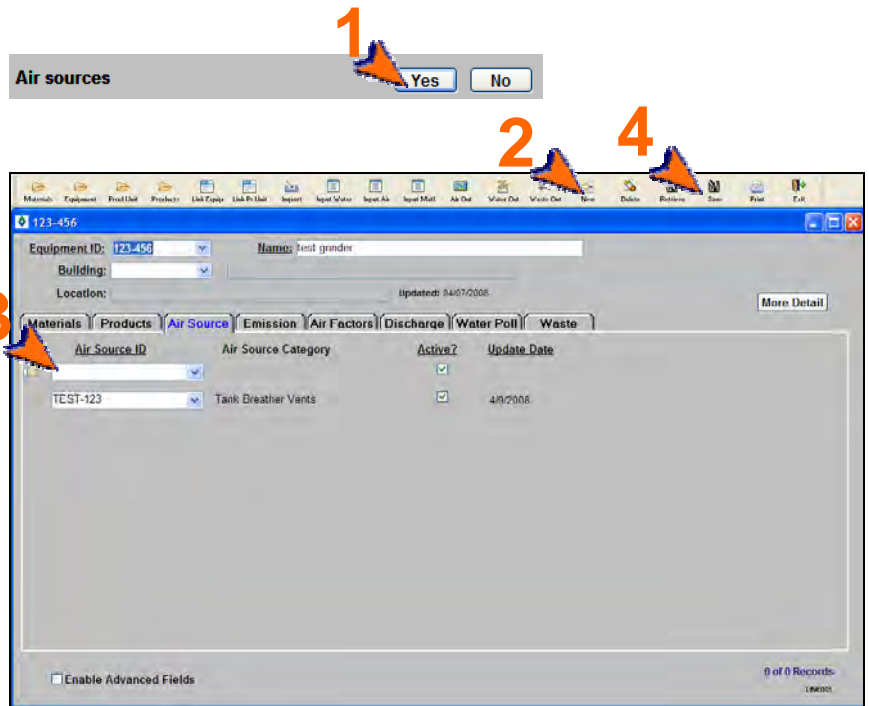 1
Air sources Yes No
2 4
Materials Equipment Prod Unit Products Link Equip Link Pr Unit Import Input Water Input Air Input Matl Air Out Water Out Waste Out New Delete Retrieve Save Print Exit
123-456
Equipment ID: 123-456 Name: test grinder
Building:
Location: Updated: 04/07/2008
More Detail
3
Materials Products Air Source Emission Air Factors Discharge Water Poll Waste
Air Source ID Air Source Category Active? Update Date
TEST-123 Tank Breather Vents 4/9/2008
Enable Advanced Fields
0 of 0 Records